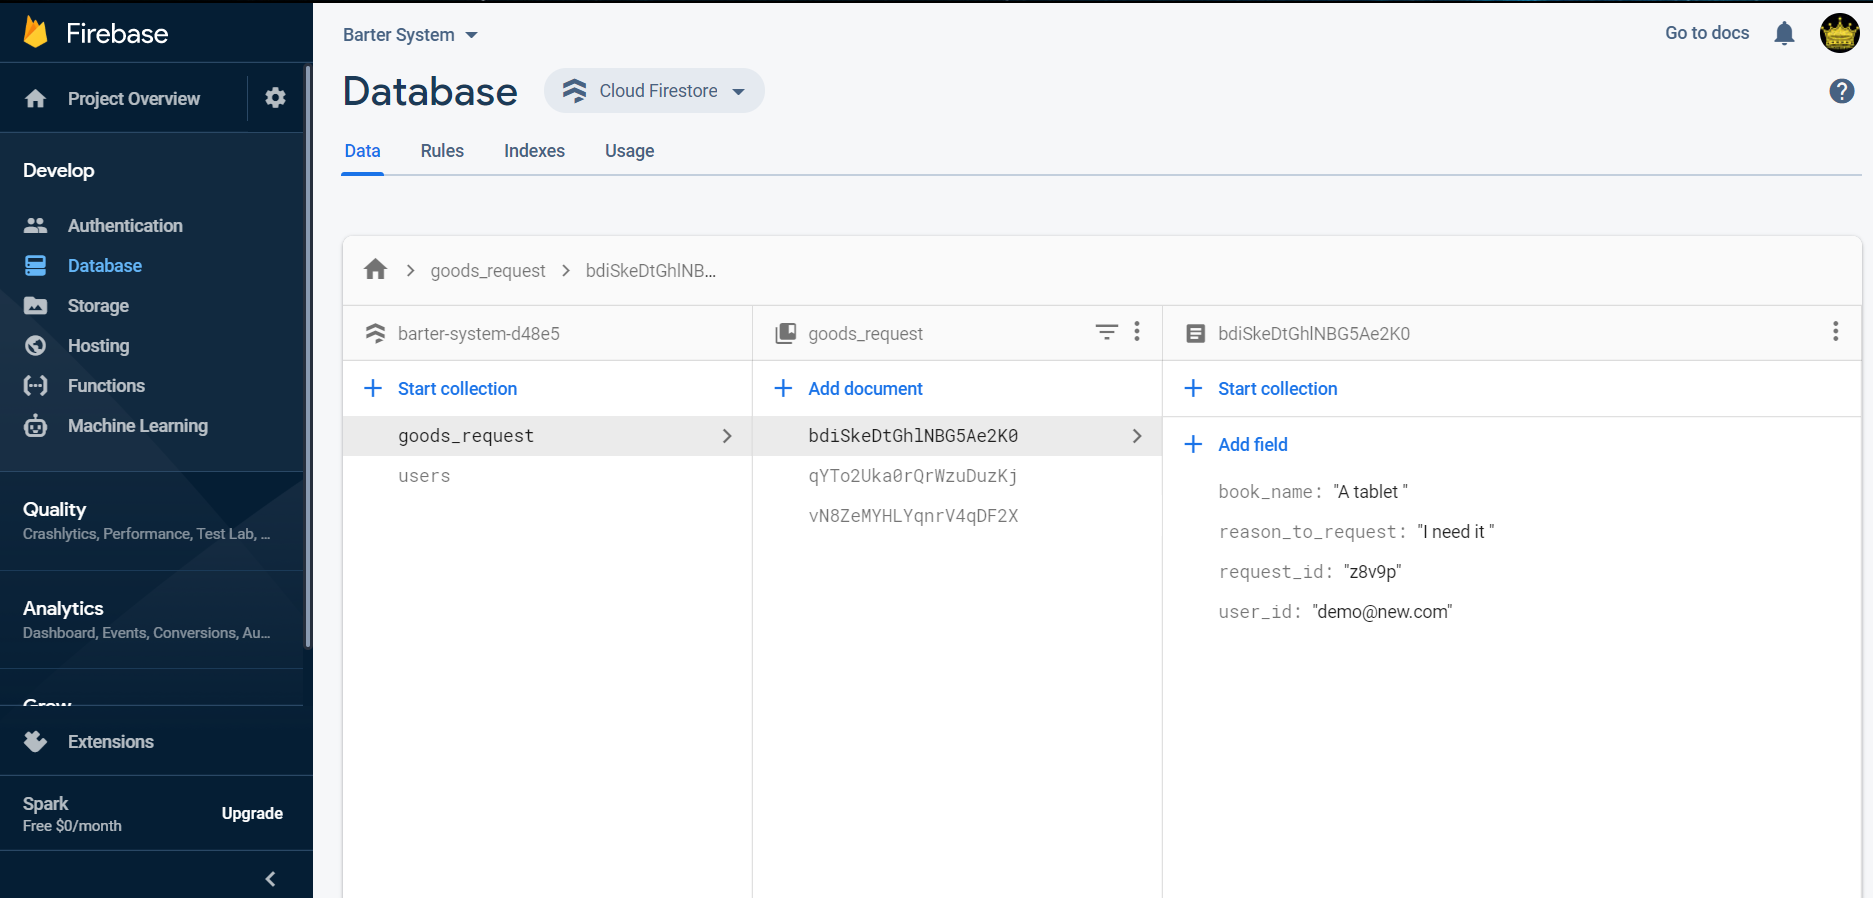 Firebase
Project Overview
Develop
Authentication
Database
Storage
Hosting
Functions
Machine Learning
Quality
Crashlytics, Performance, Test Lab, ...
Analytics
Dashboard, Events, Conversions, Au...
Grow
Extensions
Spark
Free $0/month
Upgrade
Barter System
Go to docs
Database
Cloud Firestore
Data Rules Indexes Usage
goods_request
bdiSkeDtGhlNB...
barter-system-d48e5
Start collection
goods_request
users
goods_request
Add document
bdiSkeDtGhlNBG5Ae2K0
qYTo2Uka0rQrWzuDuzKj
vN8ZeMYHLYqnrV4qDF2X
bdiSkeDtGhlNBG5Ae2K0
Start collection
Add field
book_name: "A tablet "
reason_to_request: "I need it "
request_id: "z8v9p"
user_id: "demo@new.com"